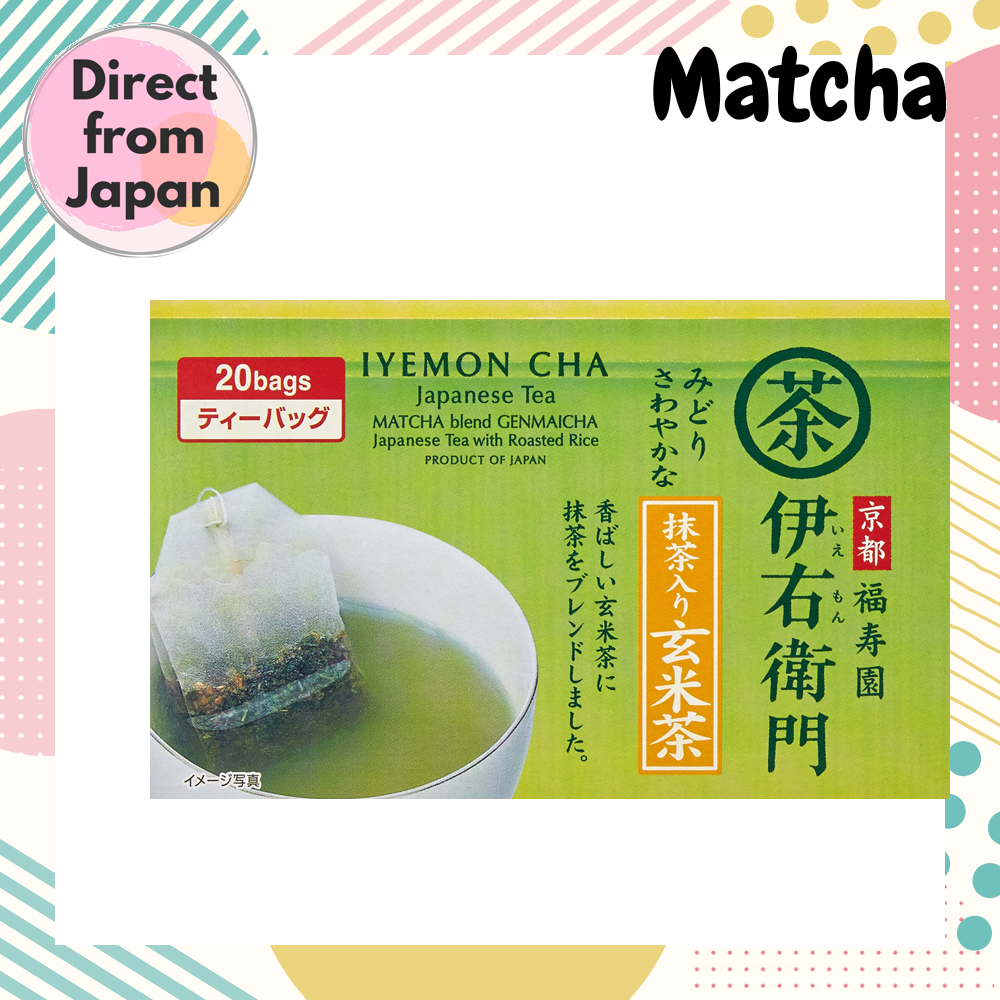 Direct
from
Japan
Matcha
20bags
ティーバッグ
IYEMON CHA
Japanese Tea
MATCHA blend GENMAICHA
Japanese Tea with Roasted Rice
PRODUCT OF JAPAN
茶
京都
福寿園
伊右衛門
いえもん
みどり
さわやかな
抹茶入り玄米茶
香ばしい玄米茶に
抹茶をブレンドしました。
イメージ写真